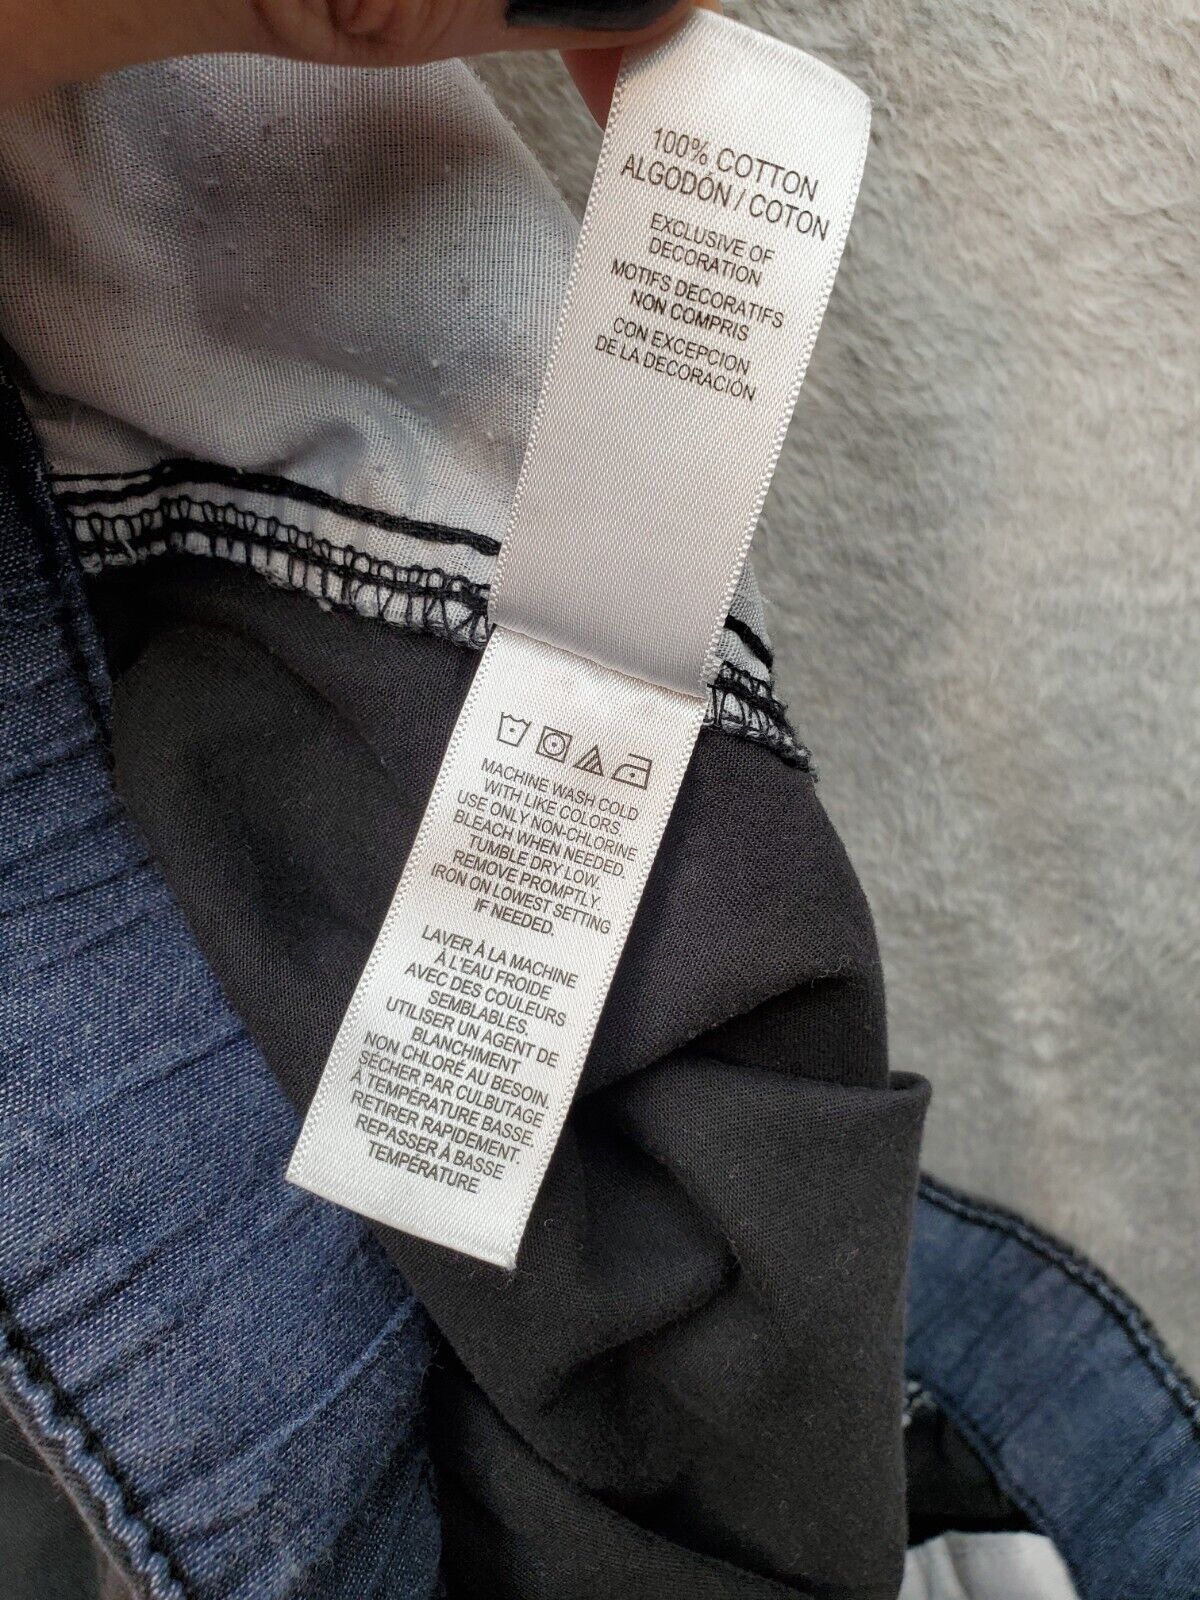 100% COTTON
ALGODÓN / COTON
EXCLUSIVE OF
DECORATION
MOTIFS DECORATIFS
NON COMPRIS
CON EXCEPCION
DE LA DECORACIÓN
MACHINE WASH COLD
WITH LIKE COLORS.
USE ONLY NON-CHLORINE
BLEACH WHEN NEEDED.
TUMBLE DRY LOW.
REMOVE PROMPTLY.
IRON ON LOWEST SETTING
IF NEEDED.
LAVER À LA MACHINE
À L'EAU FROIDE
AVEC DES COULEURS
SEMBLABLES.
UTILISER UN AGENT DE
BLANCHIMENT
NON CHLORÉ AU BESOIN.
SÉCHER PAR CULBUTAGE
À TEMPÉRATURE BASSE.
RETIRER RAPIDEMENT.
REPASSER À BASSE
TEMPÉRATURE